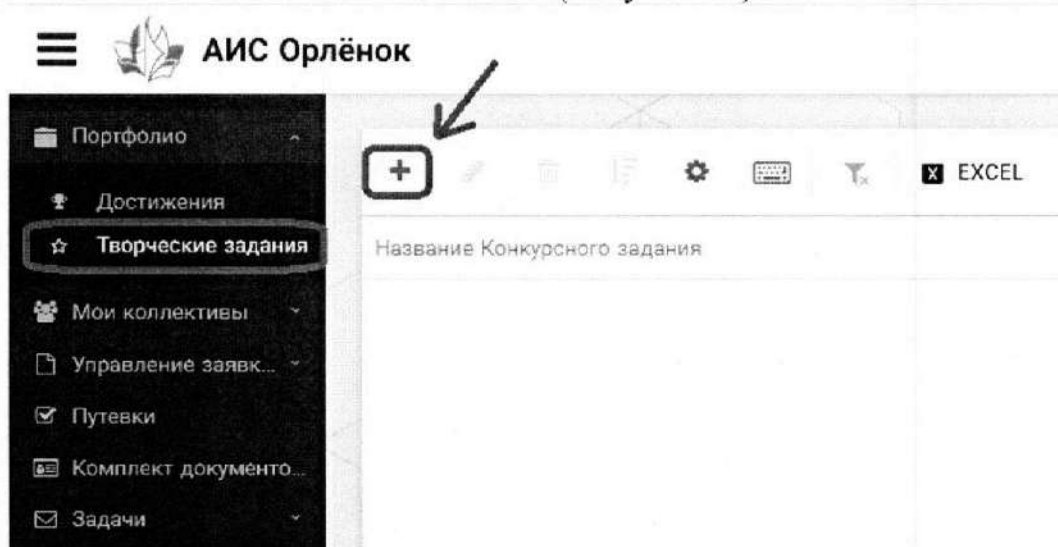 АИС Орлёнок
Портфолио
Достижения
Творческие задания
Мои коллективы
Управление заявк...
Путевки
Комплект документо...
Задачи
EXCEL
Название Конкурсного задания